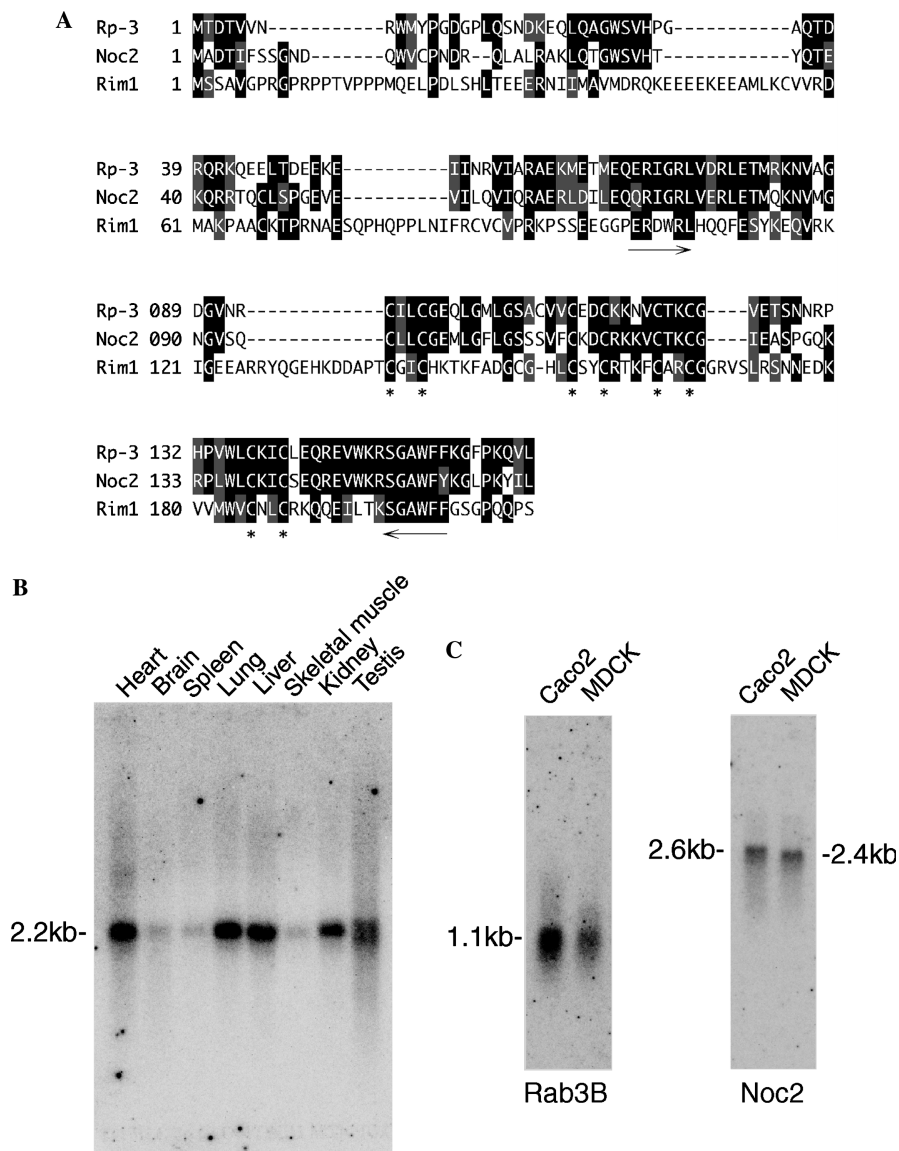 A
Rp-3 1 MTDTVVN-----------RWMYPGDGPLQSNDKEQLQAGWSVHPG-----------AQTD
Noc2 1 MADTIFSSGND-------QWVCPNDR--QLALRAKLQTGWSVHT------------YQTE
Rim1 1 MSSAVGPRGPRPPTVPPPMQELPDLSHLTEEERNIIMAVMDRQKEEEEKEEAMLKCVVRD
Rp-3 39 RQRKQEELTDEEKE----------IINRVIARAEKMETMEQERIGRLVDRLETMRKNVAG
Noc2 40 KQRRTQCLSPGEVE----------VILQVIQRAERLDILEQQRIGRLVERLETMQKNVMG
Rim1 61 MAKPAACKTPRNAESQPHQPPLNIFRCVCVPRKPSSEEGGPERDWRLHQQFESYKEQVRK
Rp-3 089 DGVNR-------------CILCGEQLGMLGSACVVCEDCKKNVCTKCG----VETSNNRP
Noc2 090 NGVSQ-------------CLLCGEMLGFLGSSSVFCKDCRKKVCTKCG----IEASPGQK
Rim1 121 IGEEARRYQGEHKDDAPTCGICHKTKFADGCG-HLCSYCRTKFCARCGGRVSLRSNNEDK
* * * * * *
Rp-3 132 HPVWLCKICLEQREVWKRSGAWFFKGFPKQVL
Noc2 133 RPLWLCKICSEQREVWKRSGAWFYKGLPKYIL
Rim1 180 VVMWVCNLCRKQQEILTKSGAWFFGSGPQQPS
* *
B
Heart Brain Spleen Lung Liver Skeletal muscle Kidney Testis
2.2kb-
C
Caco2 MDCK
1.1kb-
Rab3B
Caco2 MDCK
2.6kb- -2.4kb
Noc2